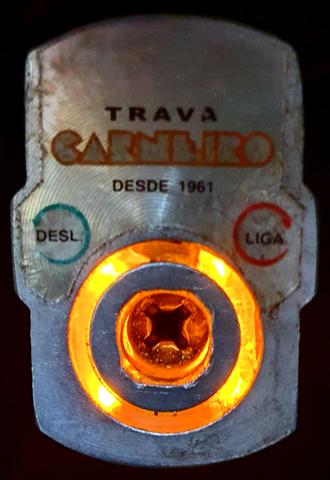 TRAVA
CARNEIRO
DESDE 1961
DESL.
LIGA